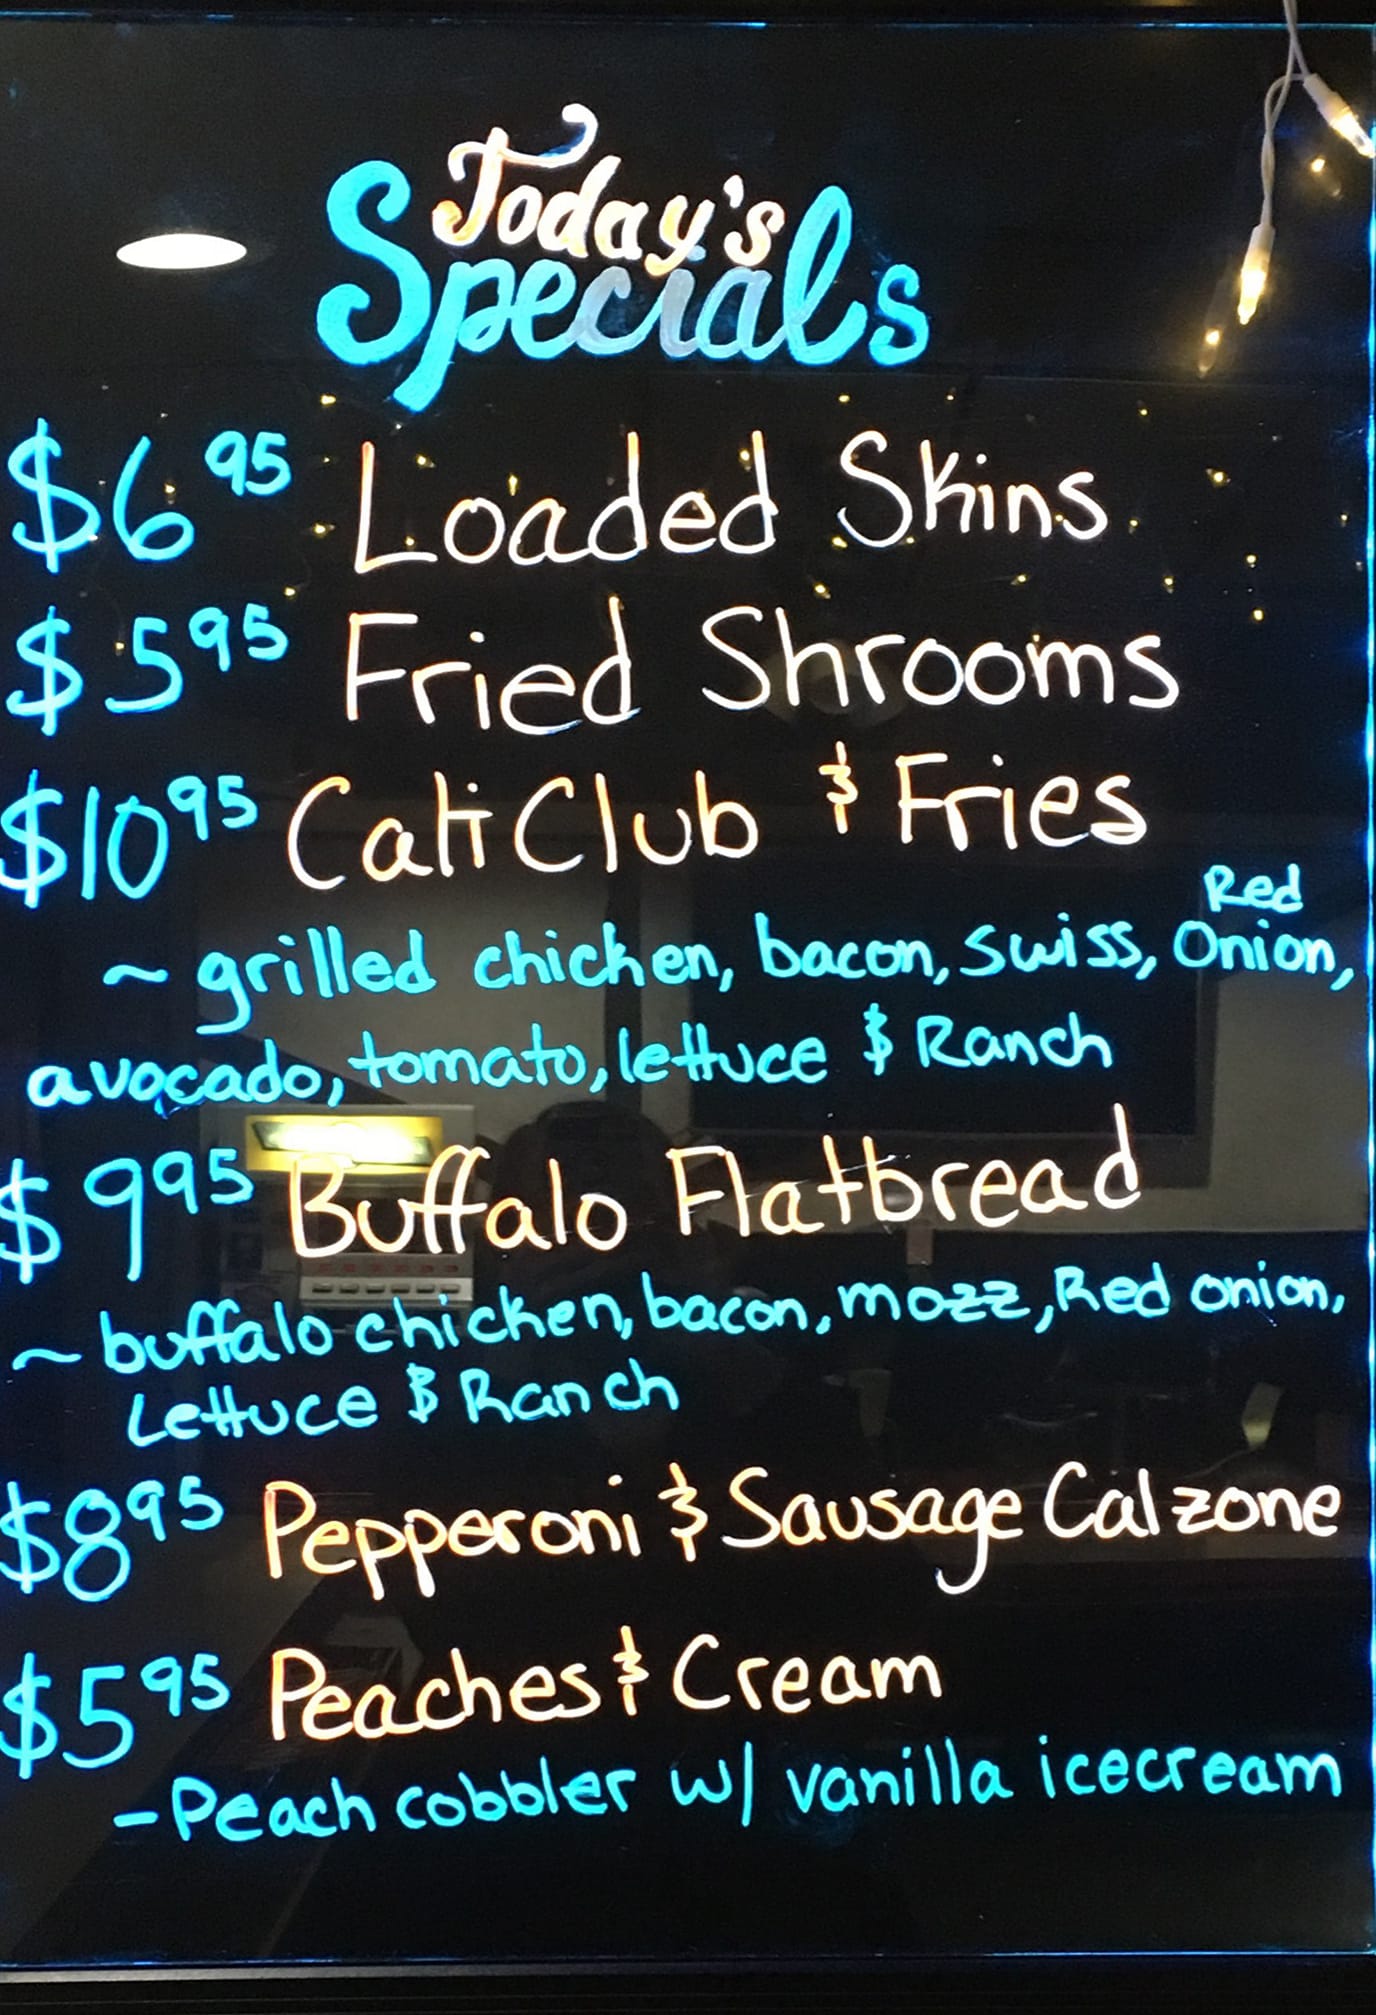 Today's
Specials
$6.95 Loaded Skins
$5.95 Fried Shrooms
$10.95 Cali Club & Fries
~ grilled chicken, bacon, swiss, Red Onion,
avocado, tomato, lettuce & Ranch
$9.95 Buffalo Flatbread
~ buffalo chicken, bacon, mozz, Red onion,
Lettuce & Ranch
$8.95 Pepperoni & Sausage Calzone
$5.95 Peaches & Cream
- Peach cobbler w/ vanilla icecream